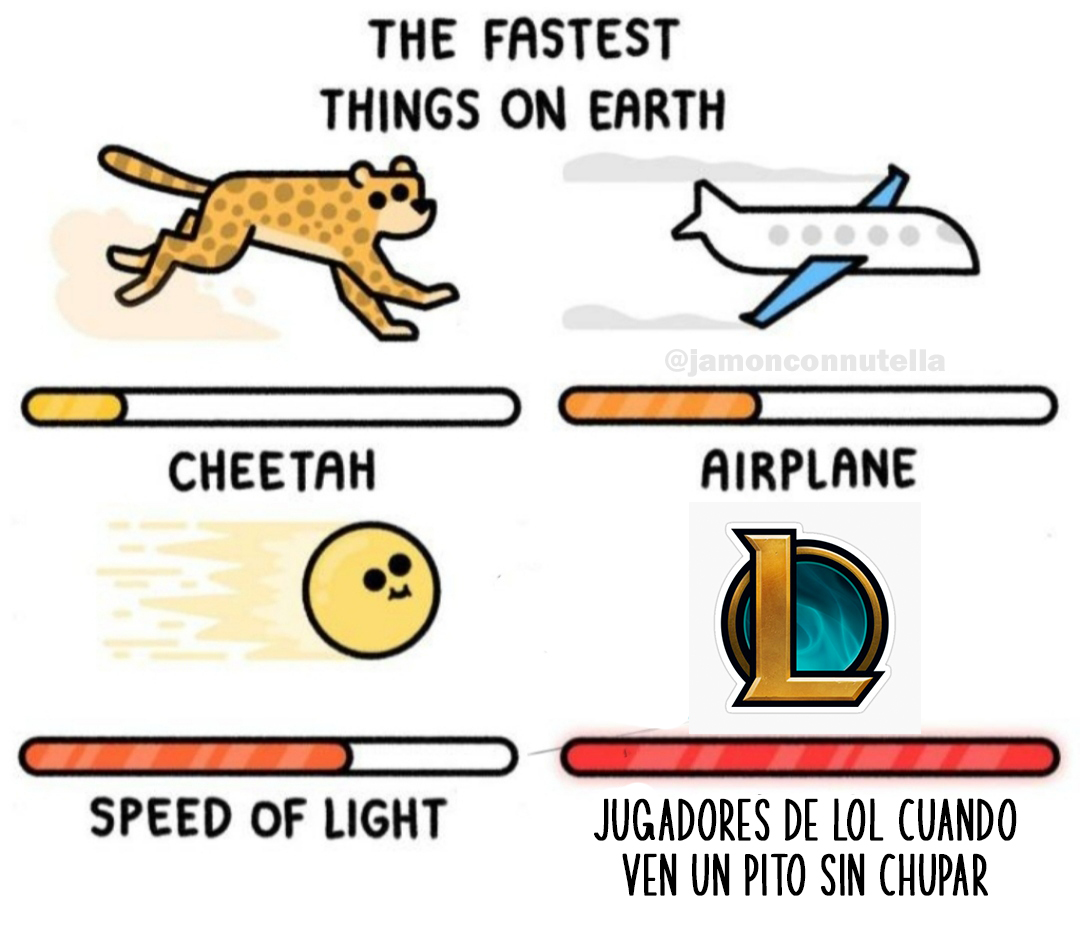 THE FASTEST
THINGS ON EARTH
@jamonconnutella
CHEETAH
AIRPLANE
SPEED OF LIGHT
JUGADORES DE LOL CUANDO
VEN UN PITO SIN CHUPAR